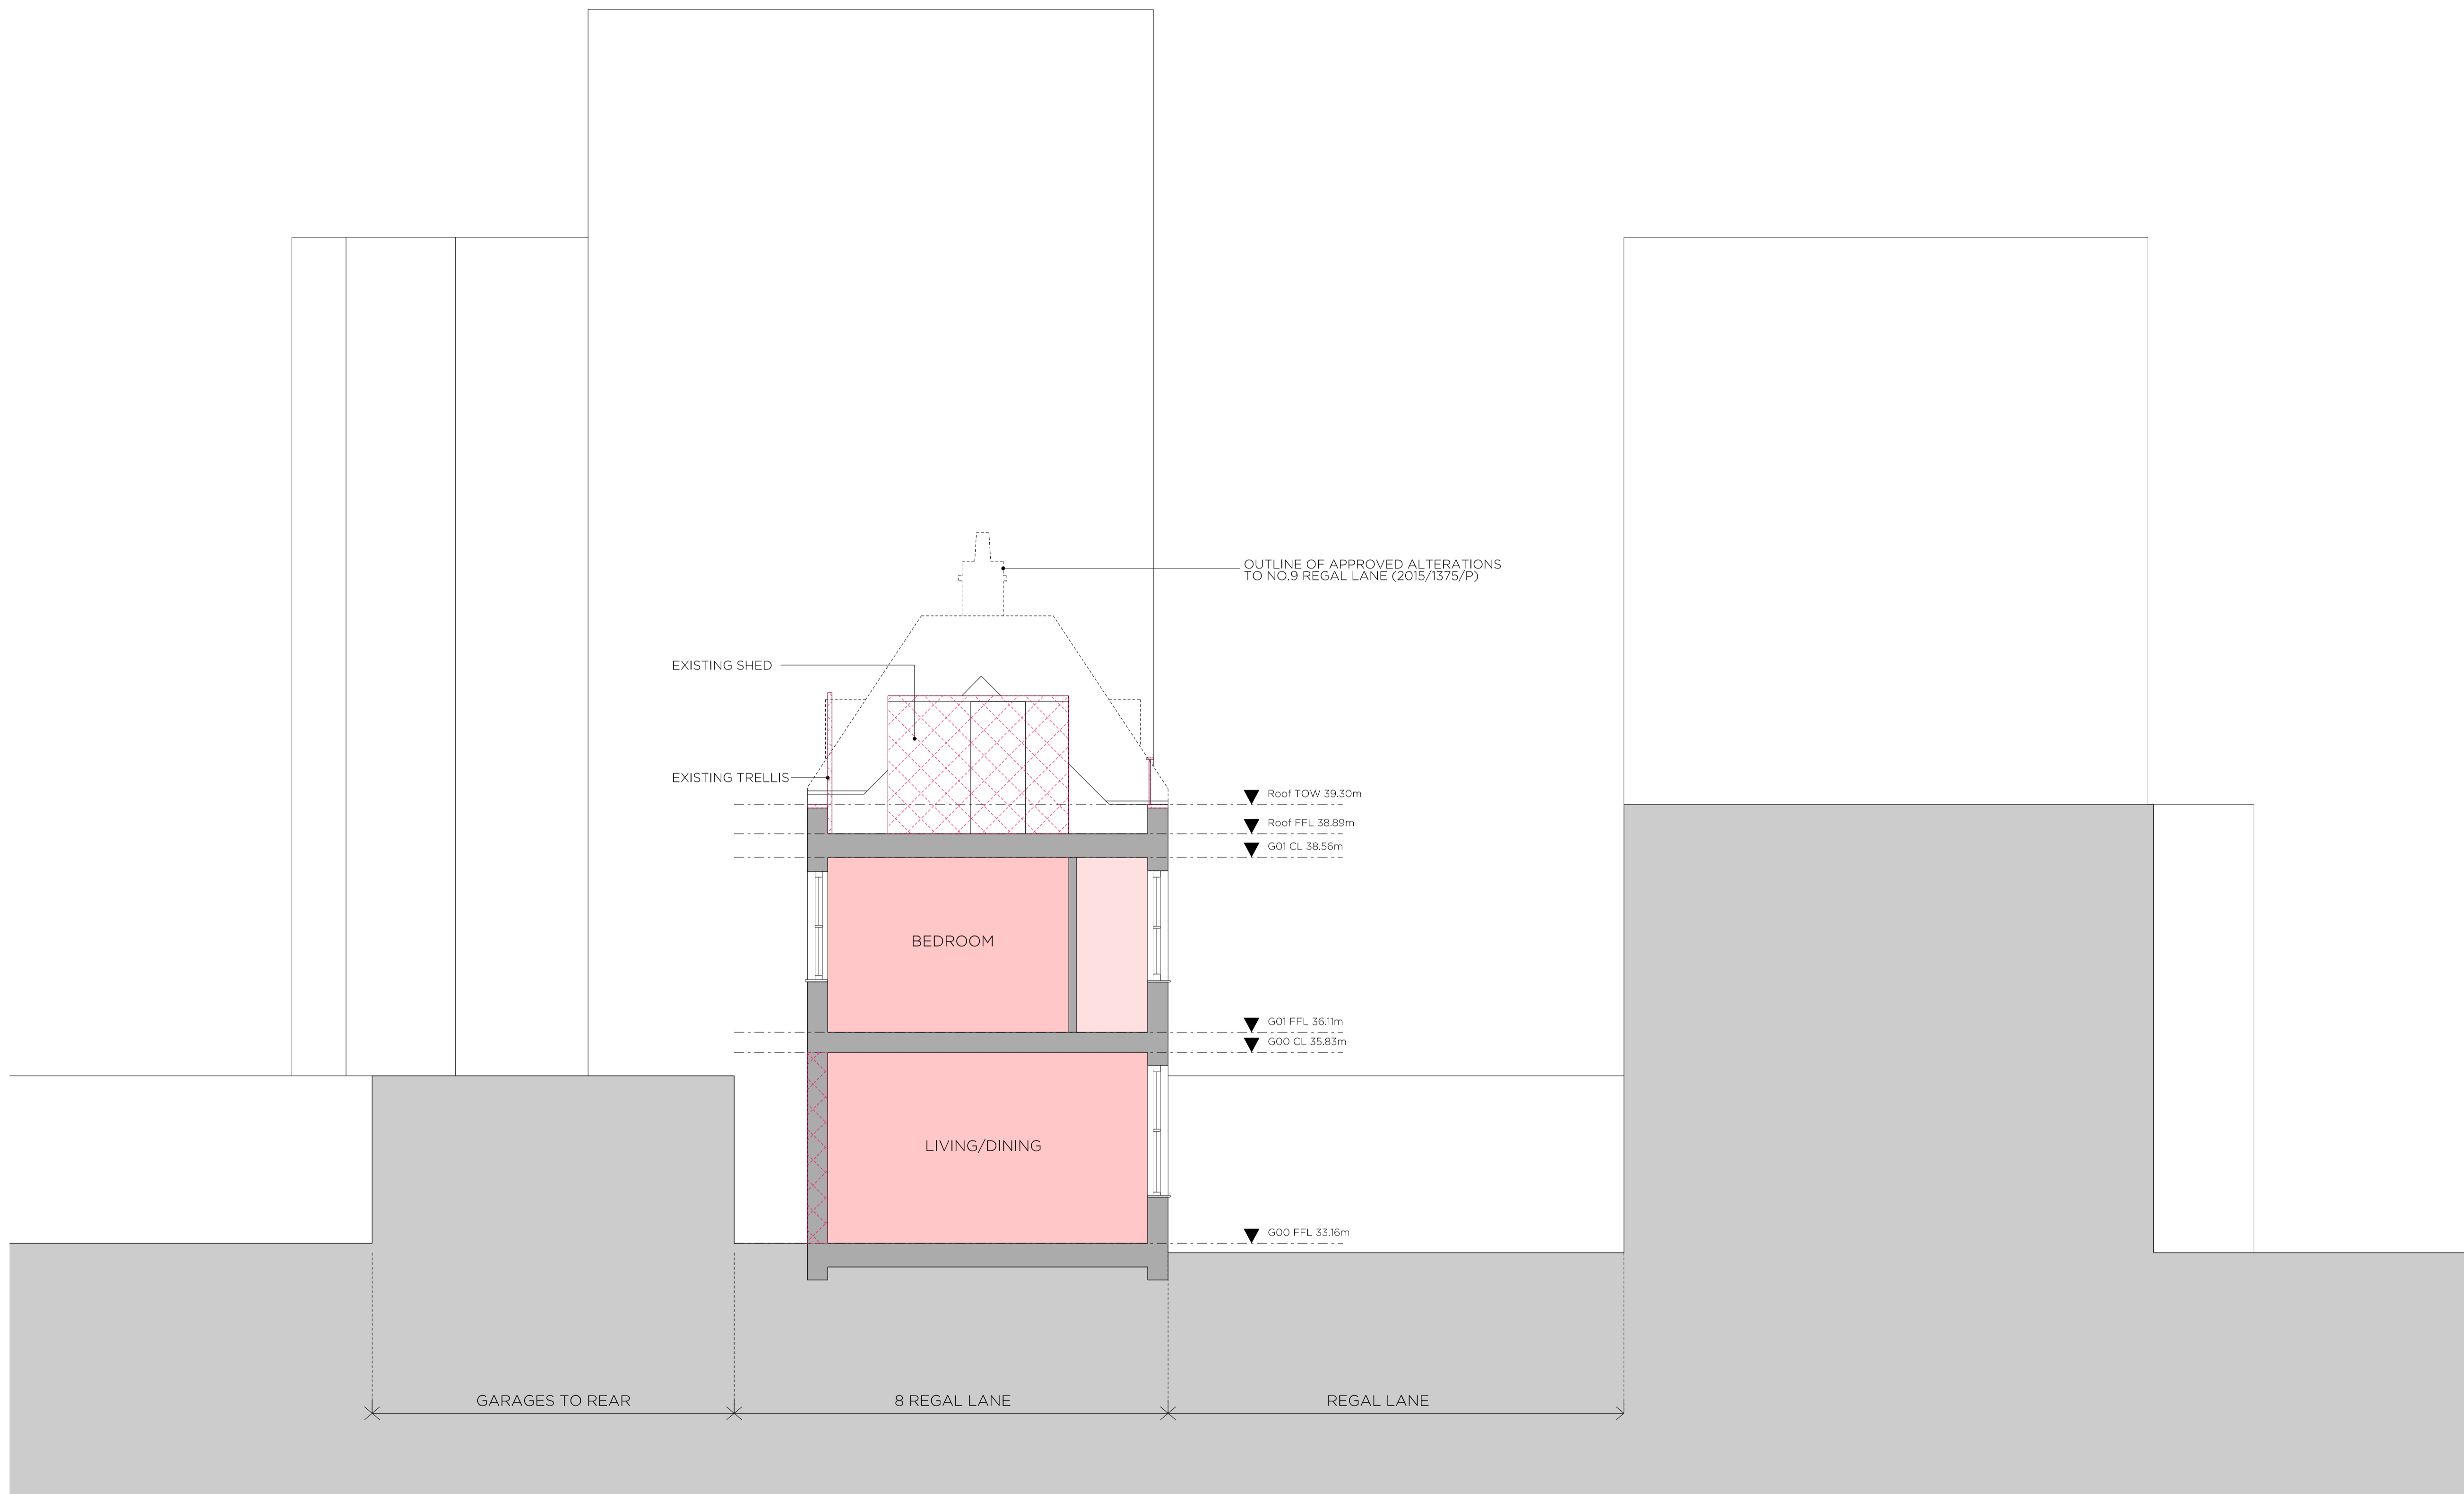 OUTLINE OF APPROVED ALTERATIONS
TO NO.9 REGAL LANE (2015/1375/P)
EXISTING SHED
EXISTING TRELLIS
Roof TOW 39.30m
Roof FFL 38.89m
G01 CL 38.56m
BEDROOM
G01 FFL 36.11m
G00 CL 35.83m
LIVING/DINING
G00 FFL 33.16m
GARAGES TO REAR
8 REGAL LANE
REGAL LANE